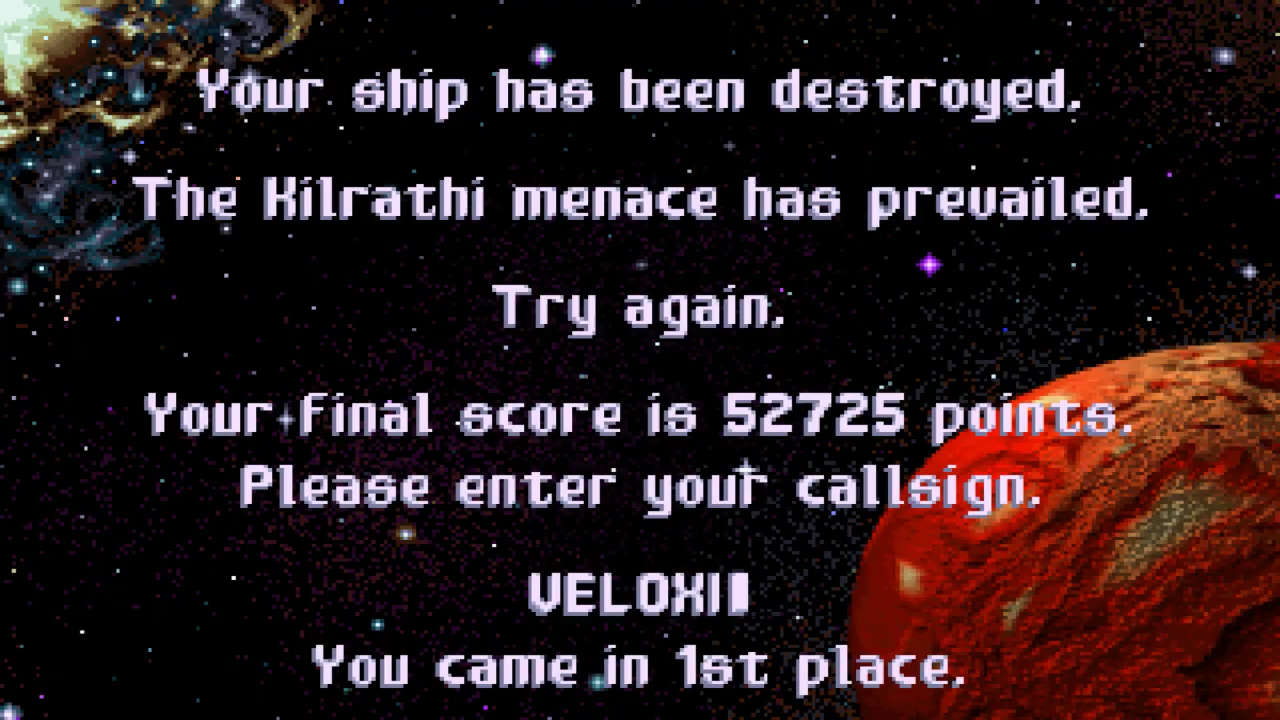 Your ship has been destroyed.
The Kilrathi menace has prevailed.
Try again.
Your final score is 52725 points.
Please enter your callsign.
VELOXI
You came in 1st place.